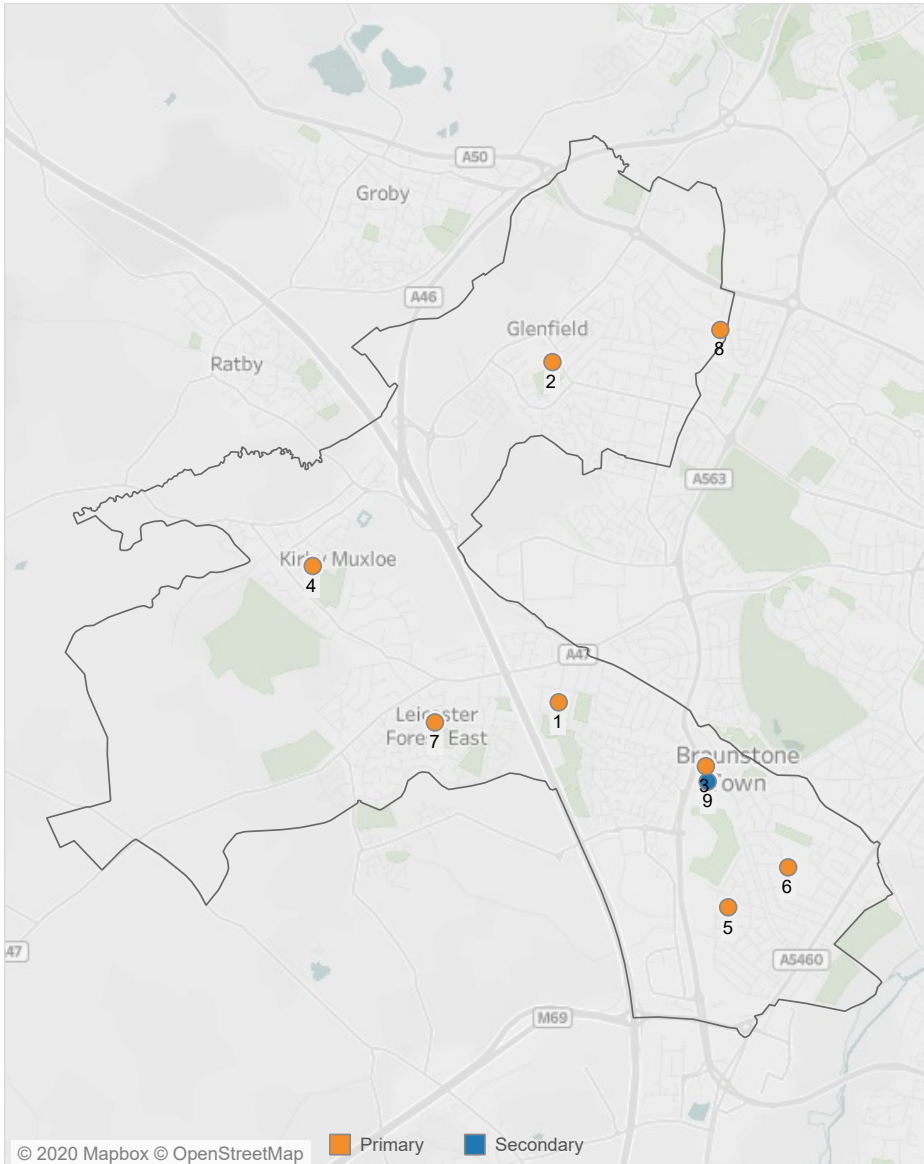 A50
Groby
A46
Glenfield
8
Ratby
2
A563
Kirby Muxloe
4
A47
1
Leicester
Forest East
7
Braunstone
Town
3
9
6
5
47
A5460
M69
© 2020 Mapbox © OpenStreetMap
Primary
Secondary